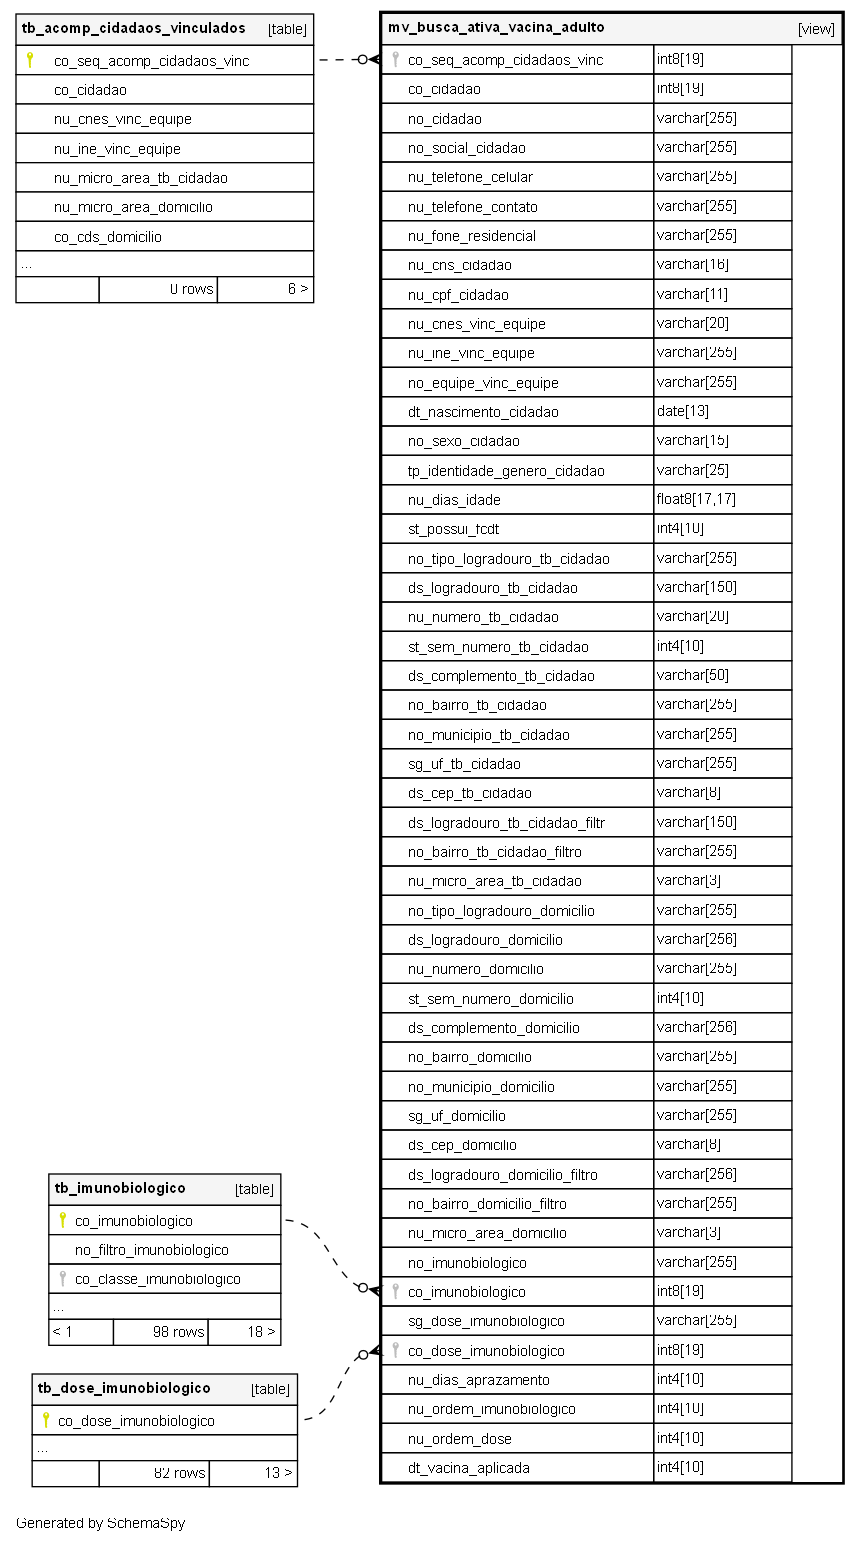 tb_acomp_cidadaos_vinculados [table]
co_seq_acomp_cidadaos_vinc
co_cidadao
nu_cnes_vinc_equipe
nu_ine_vinc_equipe
nu_micro_area_tb_cidadao
nu_micro_area_domicilio
co_cds_domicilio
...
0 rows 6 >
mv_busca_ativa_vacina_adulto [view]
co_seq_acomp_cidadaos_vinc int8[19]
co_cidadao int8[19]
no_cidadao varchar[255]
no_social_cidadao varchar[255]
nu_telefone_celular varchar[255]
nu_telefone_contato varchar[255]
nu_fone_residencial varchar[255]
nu_cns_cidadao varchar[16]
nu_cpf_cidadao varchar[11]
nu_cnes_vinc_equipe varchar[20]
nu_ine_vinc_equipe varchar[255]
no_equipe_vinc_equipe varchar[255]
dt_nascimento_cidadao date[13]
no_sexo_cidadao varchar[15]
tp_identidade_genero_cidadao varchar[25]
nu_dias_idade float8[17,17]
st_possui_fcdt int4[10]
no_tipo_logradouro_tb_cidadao varchar[255]
ds_logradouro_tb_cidadao varchar[150]
nu_numero_tb_cidadao varchar[20]
st_sem_numero_tb_cidadao int4[10]
ds_complemento_tb_cidadao varchar[50]
no_bairro_tb_cidadao varchar[255]
no_municipio_tb_cidadao varchar[255]
sg_uf_tb_cidadao varchar[255]
ds_cep_tb_cidadao varchar[8]
ds_logradouro_tb_cidadao_filtr varchar[150]
no_bairro_tb_cidadao_filtro varchar[255]
nu_micro_area_tb_cidadao varchar[3]
no_tipo_logradouro_domicilio varchar[255]
ds_logradouro_domicilio varchar[256]
nu_numero_domicilio varchar[255]
st_sem_numero_domicilio int4[10]
ds_complemento_domicilio varchar[256]
no_bairro_domicilio varchar[255]
no_municipio_domicilio varchar[255]
sg_uf_domicilio varchar[255]
ds_cep_domicilio varchar[8]
ds_logradouro_domicilio_filtro varchar[256]
no_bairro_domicilio_filtro varchar[255]
nu_micro_area_domicilio varchar[3]
no_imunobiologico varchar[255]
co_imunobiologico int8[19]
sg_dose_imunobiologico varchar[255]
co_dose_imunobiologico int8[19]
nu_dias_aprazamento int4[10]
nu_ordem_imunobiologico int4[10]
nu_ordem_dose int4[10]
dt_vacina_aplicada int4[10]
tb_imunobiologico [table]
co_imunobiologico
no_filtro_imunobiologico
co_classe_imunobiologico
...
< 1 98 rows 18 >
tb_dose_imunobiologico [table]
co_dose_imunobiologico
...
82 rows 13 >
Generated by SchemaSpy